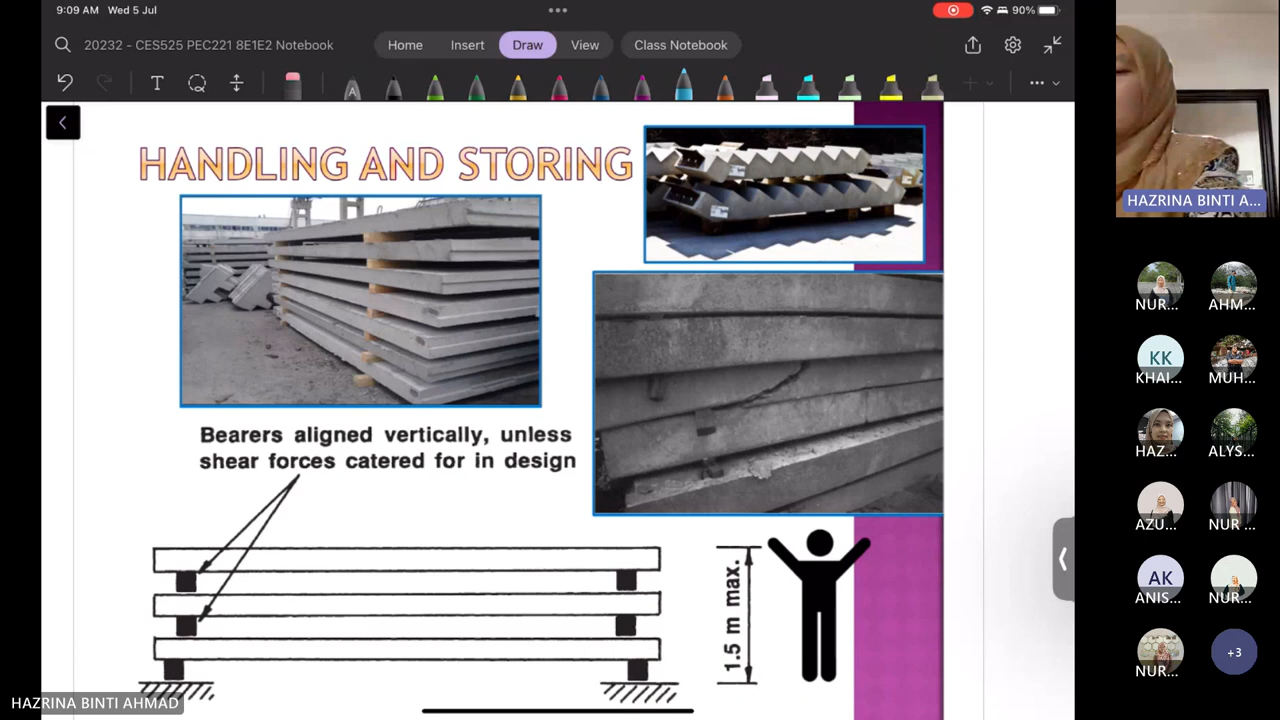 9:09 AM Wed 5 Jul
90%
20232 - CES525 PEC221 8E1E2 Notebook
Home
Insert
Draw
View
Class Notebook
T
A
HANDLING AND STORING
Bearers aligned vertically, unless
shear forces catered for in design
1.5 m max.
HAZRINA BINTI AHMAD
HAZRINA BINTI A...
NUR...
AHM...
KK
KHAI...
MUH...
HAZ...
ALYS...
AZU...
NUR ...
AK
ANIS...
NUR...
NUR...
+3